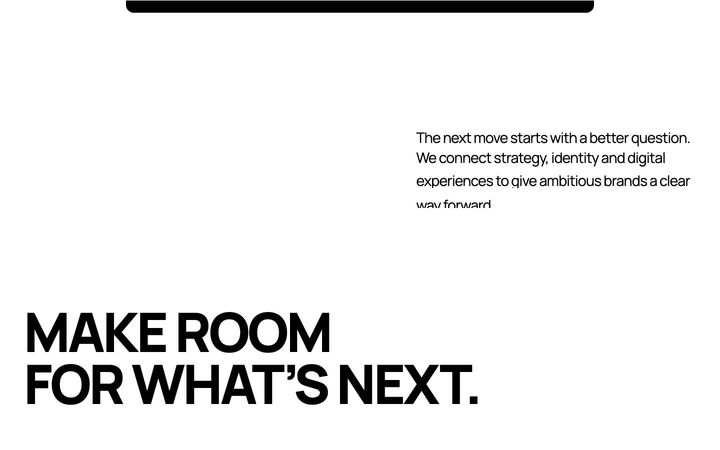 The next move starts with a better question.
We connect strategy, identity and digital
experiences to give ambitious brands a clear
way forward
MAKE ROOM
FOR WHAT’S NEXT.